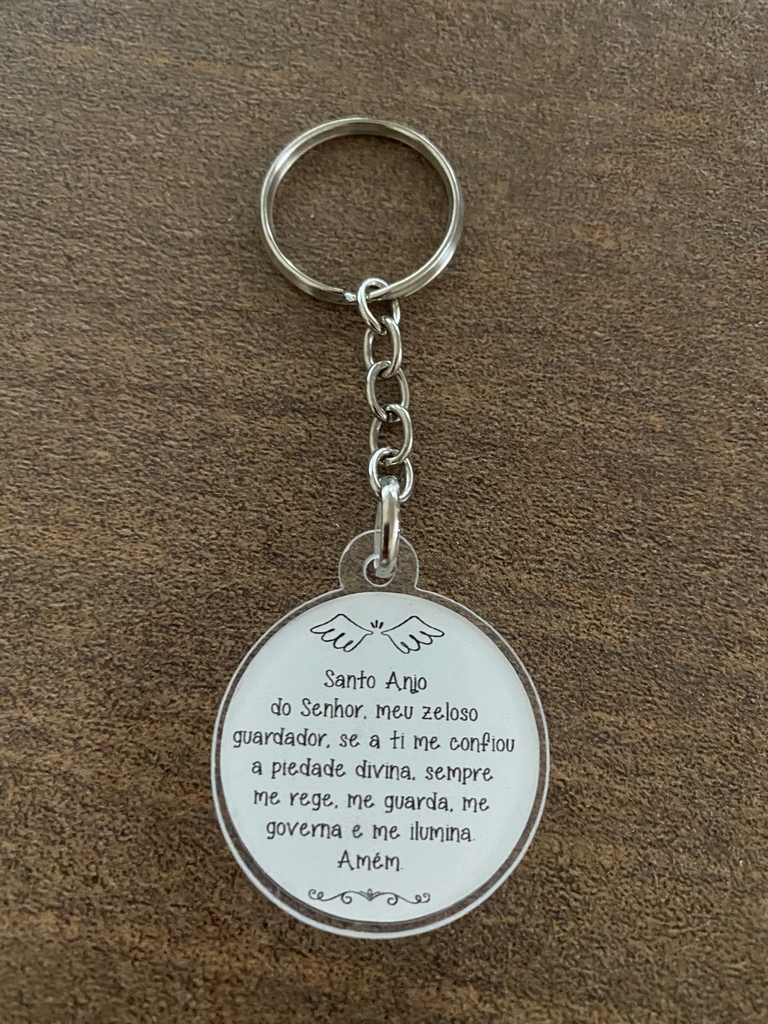 Santo Anjo
do Senhor, meu zeloso
guardador, se a ti me confiou
a piedade divina, sempre
me rege, me guarda, me
governa e me ilumina.
Amém.